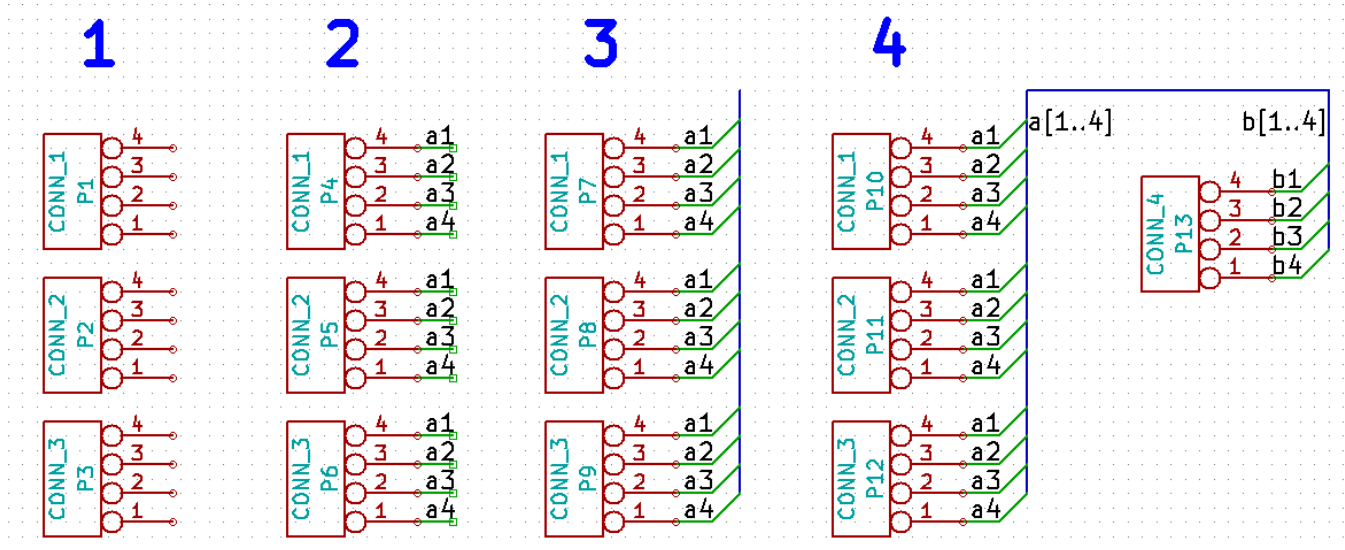 1 2 3 4
a[1..4] b[1..4]
CONN_1 P1 4 3 2 1
CONN_1 P4 4 a1 3 a2 2 a3 1 a4
CONN_1 P7 4 a1 3 a2 2 a3 1 a4
CONN_1 P10 4 a1 3 a2 2 a3 1 a4
CONN_4 P13 4 b1 3 b2 2 b3 1 b4
CONN_2 P2 4 3 2 1
CONN_2 P5 4 a1 3 a2 2 a3 1 a4
CONN_2 P8 4 a1 3 a2 2 a3 1 a4
CONN_2 P11 4 a1 3 a2 2 a3 1 a4
CONN_3 P3 4 3 2 1
CONN_3 P6 4 a1 3 a2 2 a3 1 a4
CONN_3 P9 4 a1 3 a2 2 a3 1 a4
CONN_3 P12 4 a1 3 a2 2 a3 1 a4